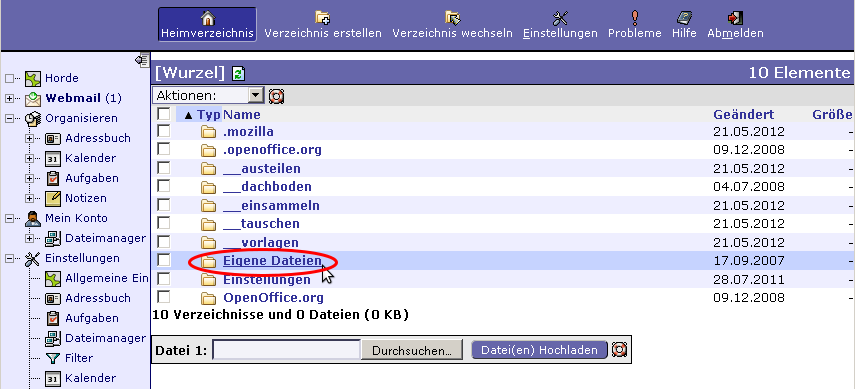 Heimverzeichnis Verzeichnis erstellen Verzeichnis wechseln Einstellungen Probleme Hilfe Abmelden
Horde
Webmail (1)
Organisieren
Adressbuch
31 Kalender
Aufgaben
Notizen
Mein Konto
Dateimanager
Einstellungen
Allgemeine Ein
Adressbuch
Aufgaben
Dateimanager
Filter
31 Kalender
[Wurzel] 10 Elemente
Aktionen:
Typ Name Geändert Größe
.mozilla 21.05.2012 -
.openoffice.org 09.12.2008 -
__austeilen 21.05.2012 -
__dachboden 04.07.2008 -
__einsammeln 21.05.2012 -
__tauschen 21.05.2012 -
__vorlagen 21.05.2012 -
Eigene Dateien 17.09.2007 -
Einstellungen 28.07.2011 -
OpenOffice.org 09.12.2008 -
10 Verzeichnisse und 0 Dateien (0 KB)
Datei 1: Durchsuchen... Datei(en) Hochladen